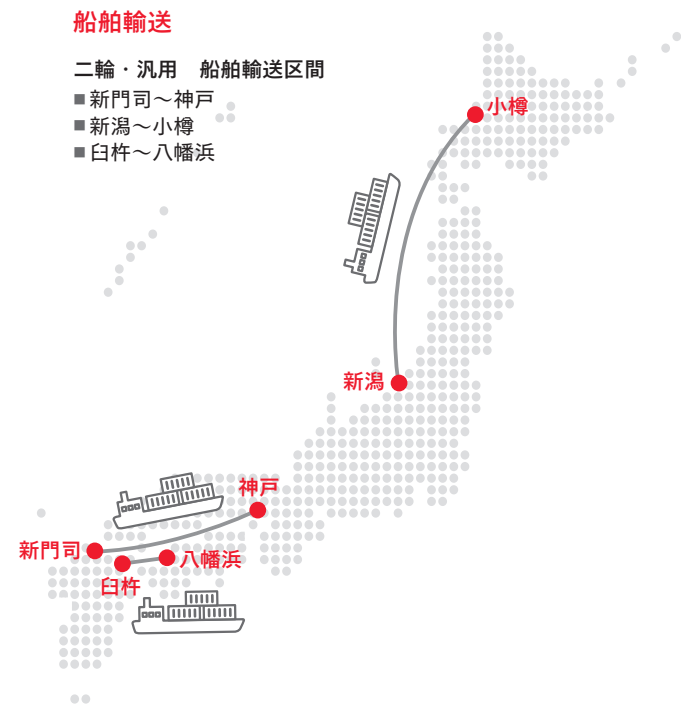 船舶輸送
二輪・汎用 船舶輸送区間
■新門司～神戸
■新潟～小樽
■臼杵～八幡浜
小樽
新潟
神戸
新門司
八幡浜
臼杵